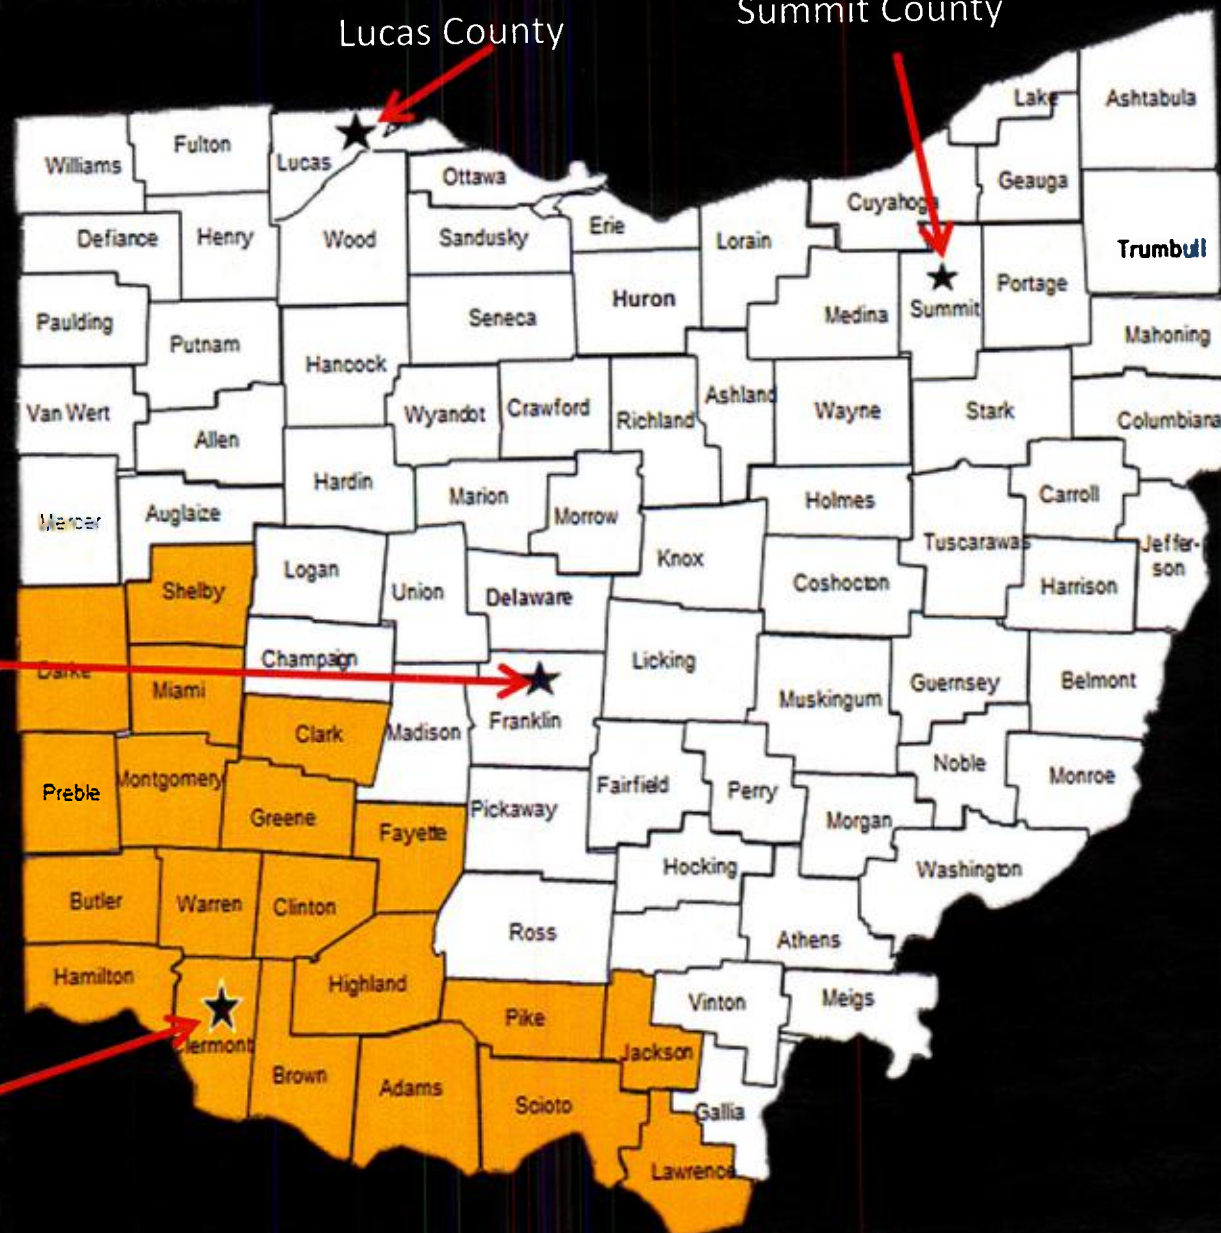 Lucas County
Summit County
Lake
Ashtabula
Williams
Fulton
Lucas
Ottawa
Geauga
Cuyahoga
Defiance
Henry
Wood
Sandusky
Erie
Lorain
Trumbull
Paulding
Putnam
Hancock
Seneca
Huron
Medina
Summit
Portage
Mahoning
Van Wert
Allen
Wyandot
Crawford
Richland
Ashland
Wayne
Stark
Columbiana
Mercer
Auglaize
Hardin
Marion
Morrow
Holmes
Carroll
Knox
Tuscarawas
Jeffer-
son
Shelby
Logan
Union
Delaware
Coshocton
Harrison
Darke
Miami
Champaign
Licking
Muskingum
Guernsey
Belmont
Clark
Madison
Franklin
Preble
Montgomery
Greene
Fayette
Pickaway
Fairfield
Perry
Morgan
Noble
Monroe
Hocking
Washington
Butler
Warren
Clinton
Ross
Athens
Hamilton
Highland
Pike
Vinton
Meigs
Clermont
Brown
Adams
Scioto
Jackson
Gallia
Lawrence